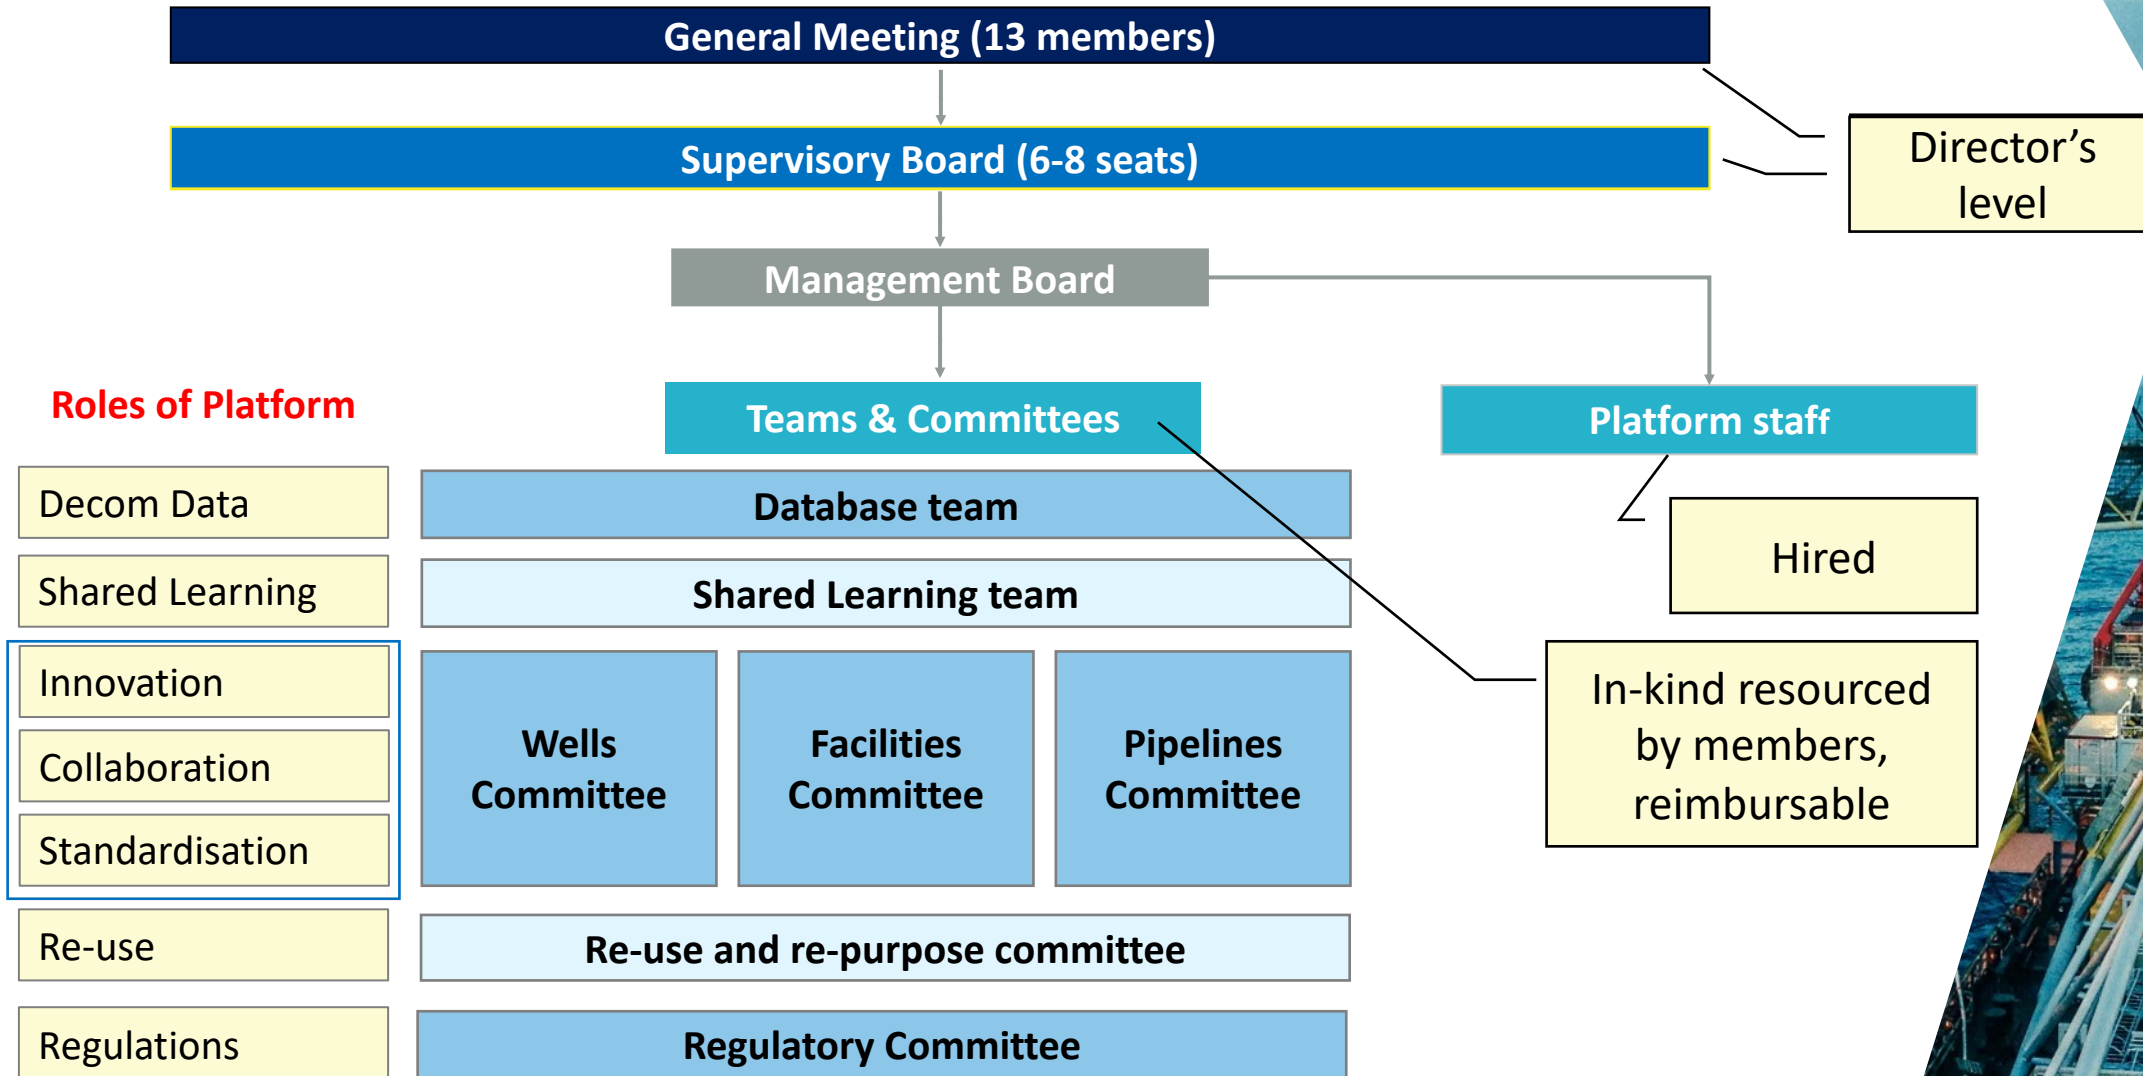 General Meeting (13 members)
Supervisory Board (6-8 seats)
Director's
level
Management Board
Roles of Platform
Teams & Committees
Platform staff
Decom Data
Database team
Hired
Shared Learning
Shared Learning team
Innovation
Collaboration
Standardisation
Wells
Committee
Facilities
Committee
Pipelines
Committee
In-kind resourced
by members,
reimbursable
Re-use
Re-use and re-purpose committee
Regulations
Regulatory Committee